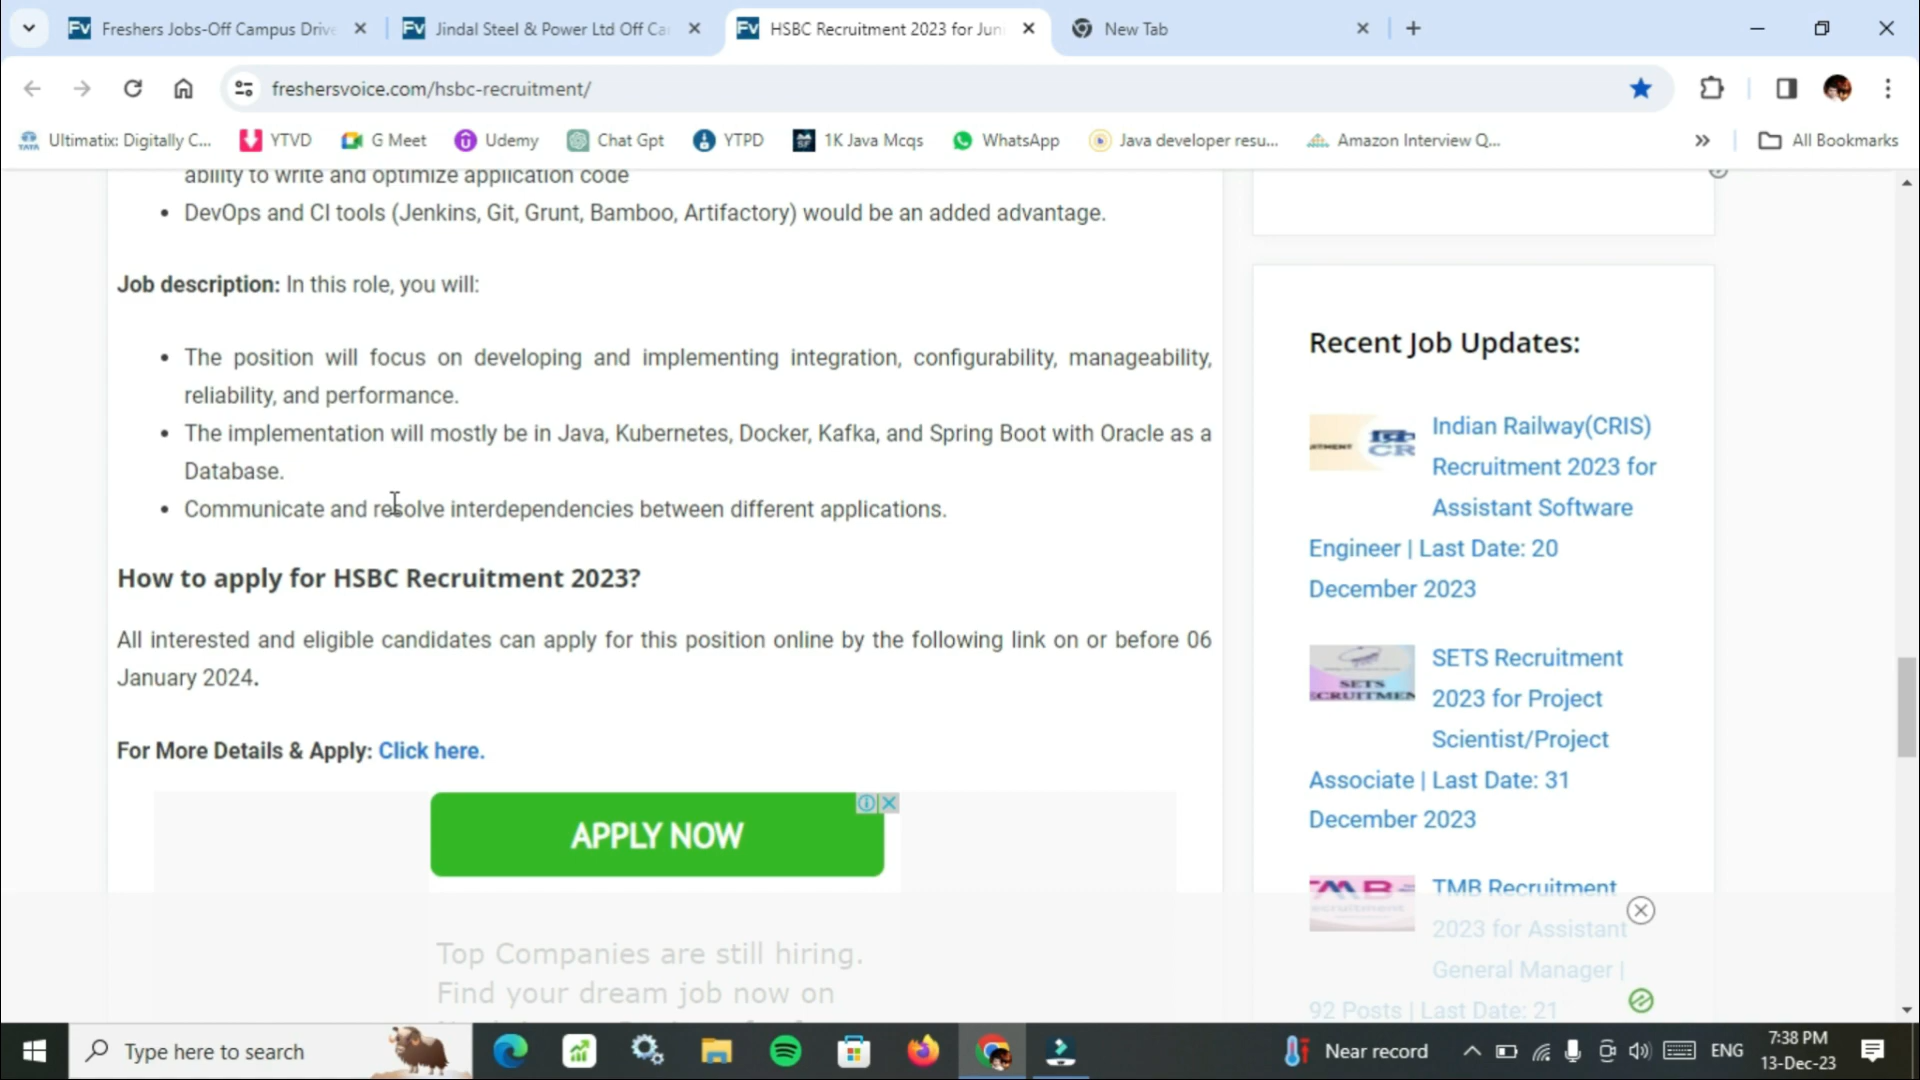 Freshers Jobs-Off Campus Drive
Jindal Steel & Power Ltd Off Ca
HSBC Recruitment 2023 for Jun
New Tab
freshersvoice.com/hsbc-recruitment/
Ultimatix: Digitally C...
YTVD
G Meet
Udemy
Chat Gpt
YTPD
1K Java Mcqs
WhatsApp
Java developer resu...
Amazon Interview Q...
All Bookmarks
ability to write and optimize application code
• DevOps and CI tools (Jenkins, Git, Grunt, Bamboo, Artifactory) would be an added advantage.
Job description: In this role, you will:
• The position will focus on developing and implementing integration, configurability, manageability,
reliability, and performance.
• The implementation will mostly be in Java, Kubernetes, Docker, Kafka, and Spring Boot with Oracle as a
Database.
• Communicate and resolve interdependencies between different applications.
How to apply for HSBC Recruitment 2023?
All interested and eligible candidates can apply for this position online by the following link on or before 06
January 2024.
For More Details & Apply: Click here.
APPLY NOW
Top Companies are still hiring.
Find your dream job now on
Recent Job Updates:
Indian Railway(CRIS)
Recruitment 2023 for
Assistant Software
Engineer | Last Date: 20
December 2023
SETS Recruitment
2023 for Project
Scientist/Project
Associate | Last Date: 31
December 2023
TMB Recruitment
2023 for Assistant
General Manager |
92 Posts | Last Date: 21
Type here to search
Near record
ENG
7:38 PM
13-Dec-23